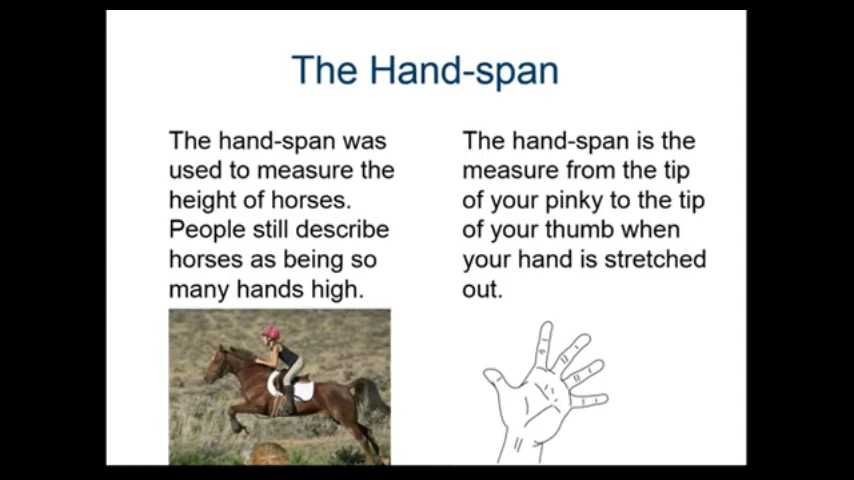 The Hand-span
The hand-span was
used to measure the
height of horses.
People still describe
horses as being so
many hands high.
The hand-span is the
measure from the tip
of your pinky to the tip
of your thumb when
your hand is stretched
out.